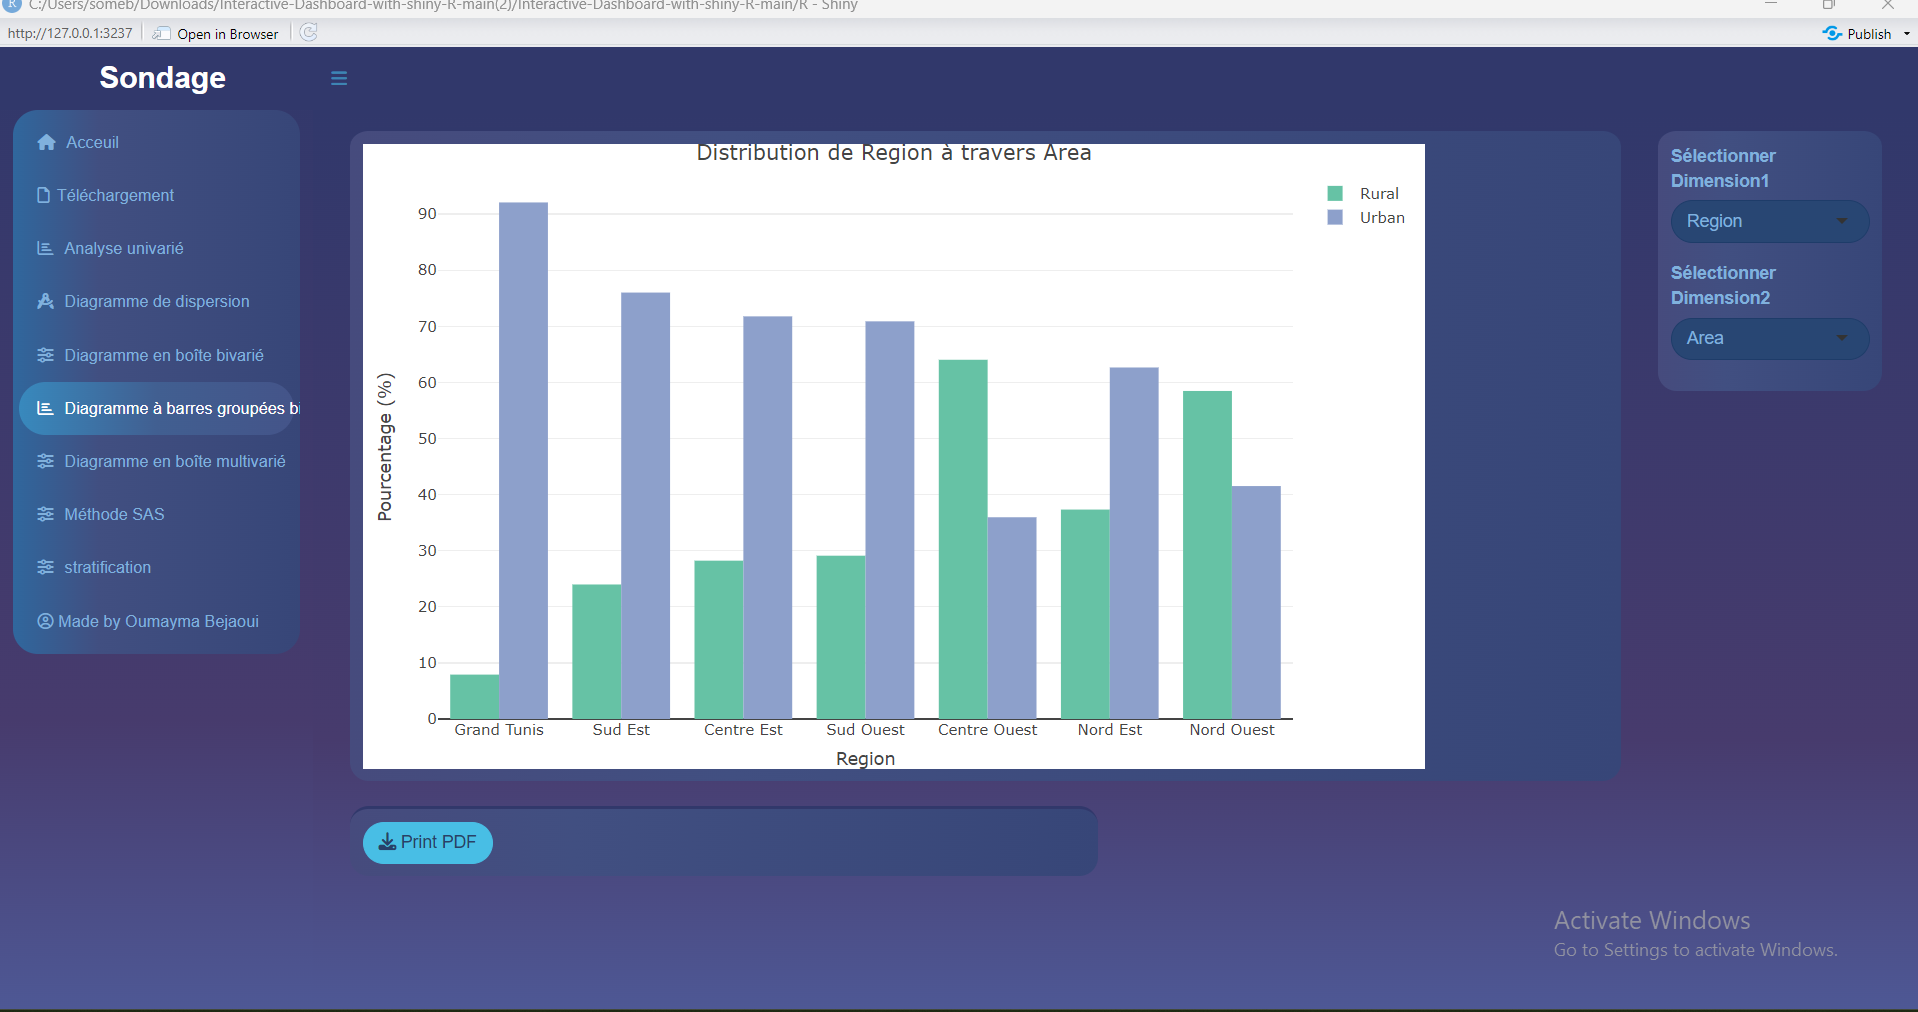 C:/Users/someb/Downloads/Interactive-Dashboard-with-shiny-R-main(2)/Interactive-Dashboard-with-shiny-R-main/R - Shiny
http://127.0.0.1:3237
Open in Browser
Publish
Sondage
Acceuil
Téléchargement
Analyse univarié
Diagramme de dispersion
Diagramme en boîte bivarié
Diagramme à barres groupées bi
Diagramme en boîte multivarié
Méthode SAS
stratification
Made by Oumayma Bejaoui
Distribution de Region à travers Area
Rural
Urban
Pourcentage (%)
90
80
70
60
50
40
30
20
10
0
Grand Tunis
Sud Est
Centre Est
Sud Ouest
Centre Ouest
Nord Est
Nord Ouest
Region
Sélectionner
Dimension1
Region
Sélectionner
Dimension2
Area
Print PDF
Activate Windows
Go to Settings to activate Windows.